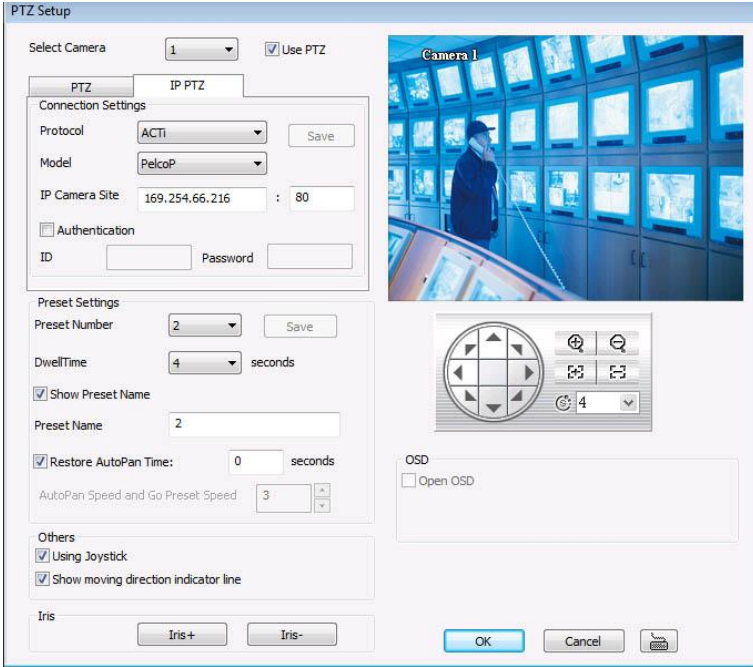 PTZ Setup
Select Camera 1 Use PTZ
PTZ IP PTZ
Connection Settings
Protocol ACTi Save
Model PelcoP
IP Camera Site 169.254.66.216 : 80
Authentication
ID Password
Preset Settings
Preset Number 2 Save
DwellTime 4 seconds
Show Preset Name
Preset Name 2
Restore AutoPan Time: 0 seconds
AutoPan Speed and Go Preset Speed 3
Others
Using Joystick
Show moving direction indicator line
Iris
Iris+ Iris-
Camera 1
S 4
OSD
Open OSD
OK Cancel